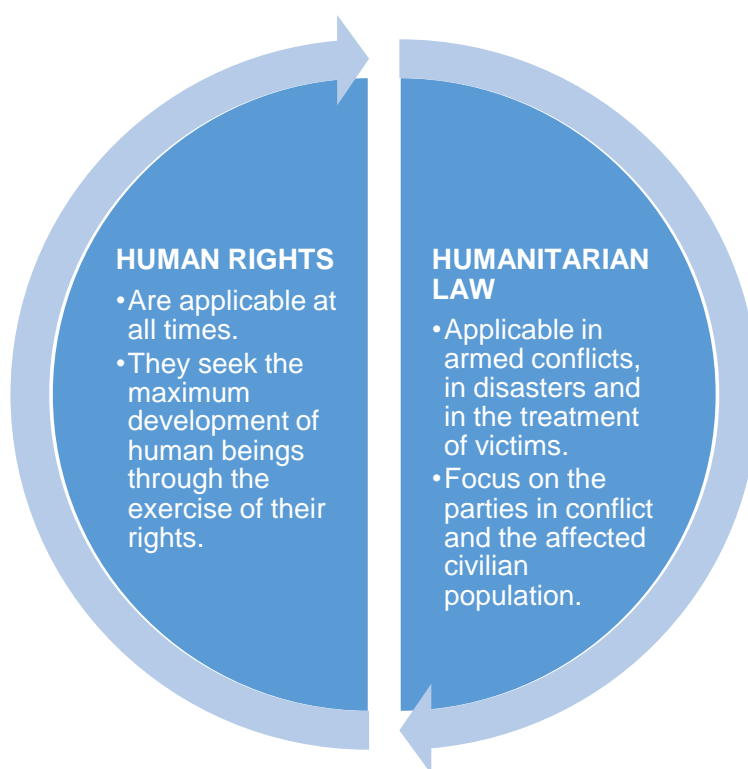 HUMAN RIGHTS
•Are applicable at
all times.
•They seek the
maximum
development of
human beings
through the
exercise of their
rights.
HUMANITARIAN
LAW
•Applicable in
armed conflicts,
in disasters and
in the treatment
of victims.
•Focus on the
parties in conflict
and the affected
civilian
population.